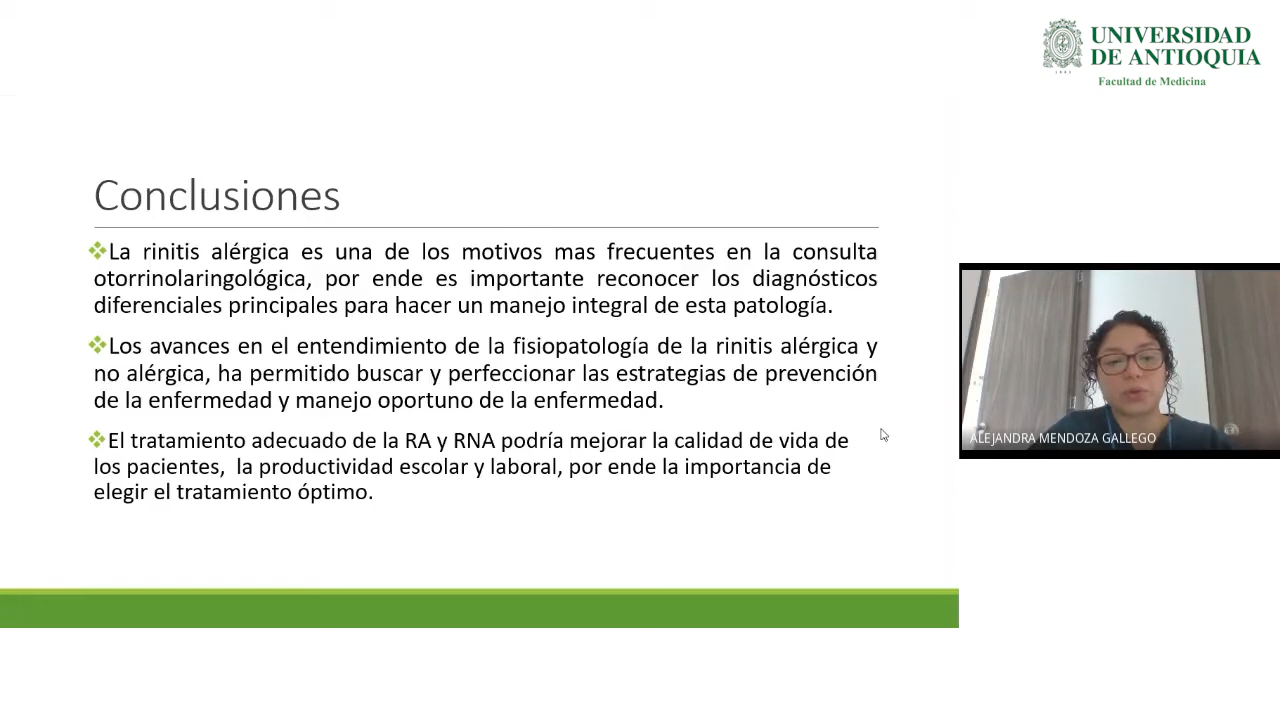 UNIVERSIDAD
DE ANTIOQUIA
1803
Facultad de Medicina
Conclusiones
La rinitis alérgica es una de los motivos mas frecuentes en la consulta
otorrinolaringológica, por ende es importante reconocer los diagnósticos
diferenciales principales para hacer un manejo integral de esta patología.
Los avances en el entendimiento de la fisiopatología de la rinitis alérgica y
no alérgica, ha permitido buscar y perfeccionar las estrategias de prevención
de la enfermedad y manejo oportuno de la enfermedad.
El tratamiento adecuado de la RA y RNA podría mejorar la calidad de vida de
los pacientes,  la productividad escolar y laboral, por ende la importancia de
elegir el tratamiento óptimo.
ALEJANDRA MENDOZA GALLEGO